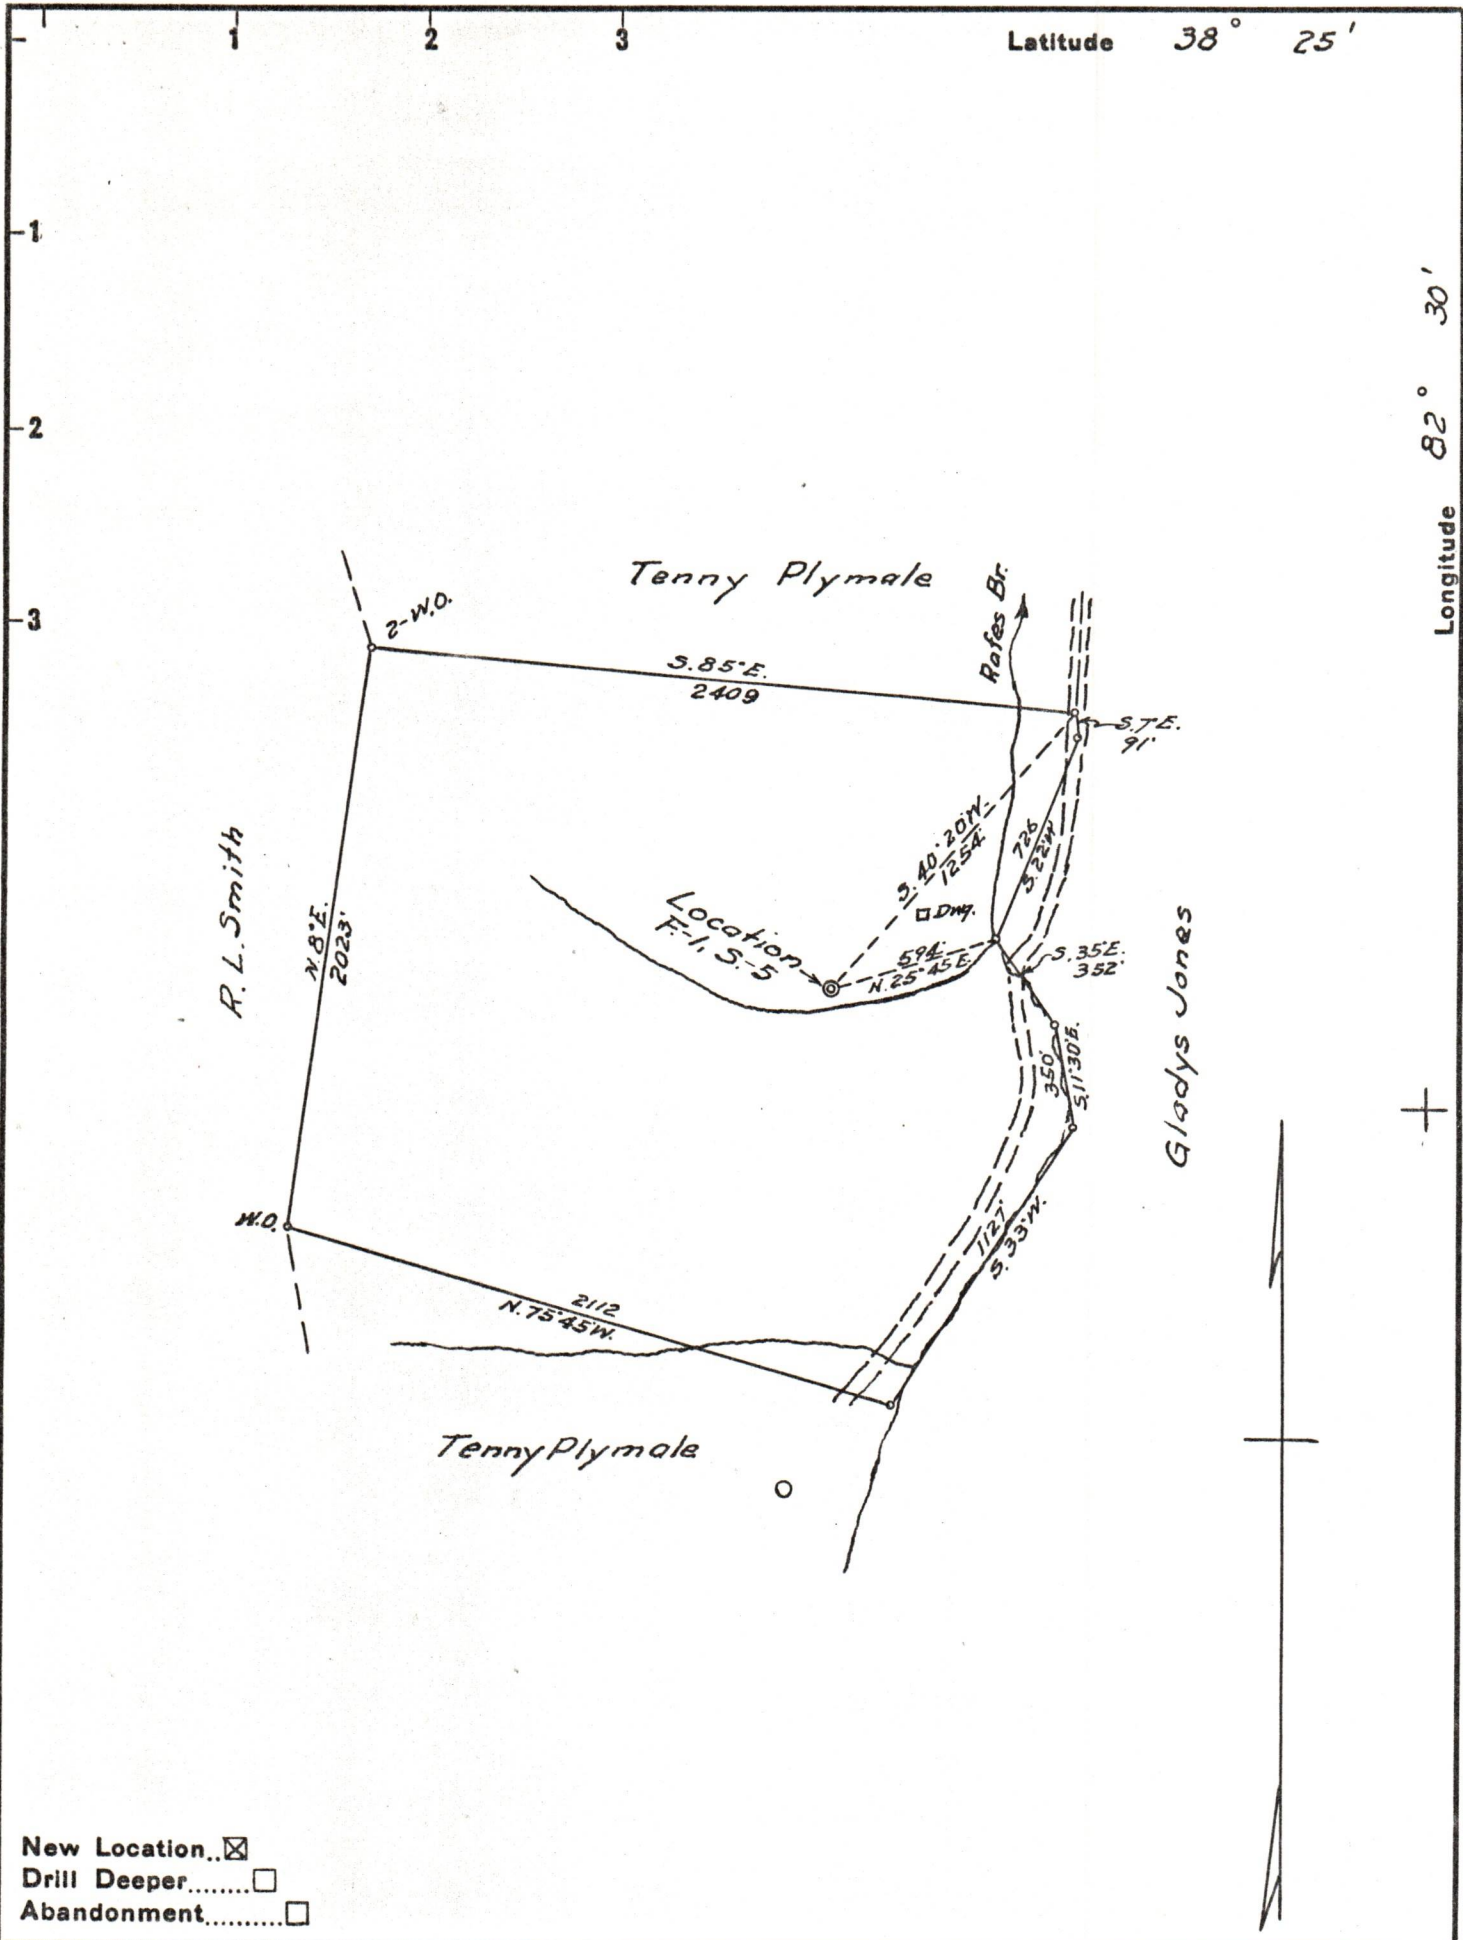 1 2 3 Latitude 38° 25'
1
2
3
Longitude 82° 30'
Tenny Plymale
Rafes Br.
2-W.O.
S.85°E.
2409
S.7°E.
91'
S. 40° 20'W.
1254'
726
S.22°W.
R. L. Smith
N.8°E.
2023'
Location
F-1, S-5
Dwg.
594'
N.25°45'E.
S.35°E.
352'
Gladys Jones
350'
S.11°30'E.
W.O.
1127'
S.33°W.
2112
N.75°45'W.
Tenny Plymale
New Location..☒
Drill Deeper........☐
Abandonment..........☐